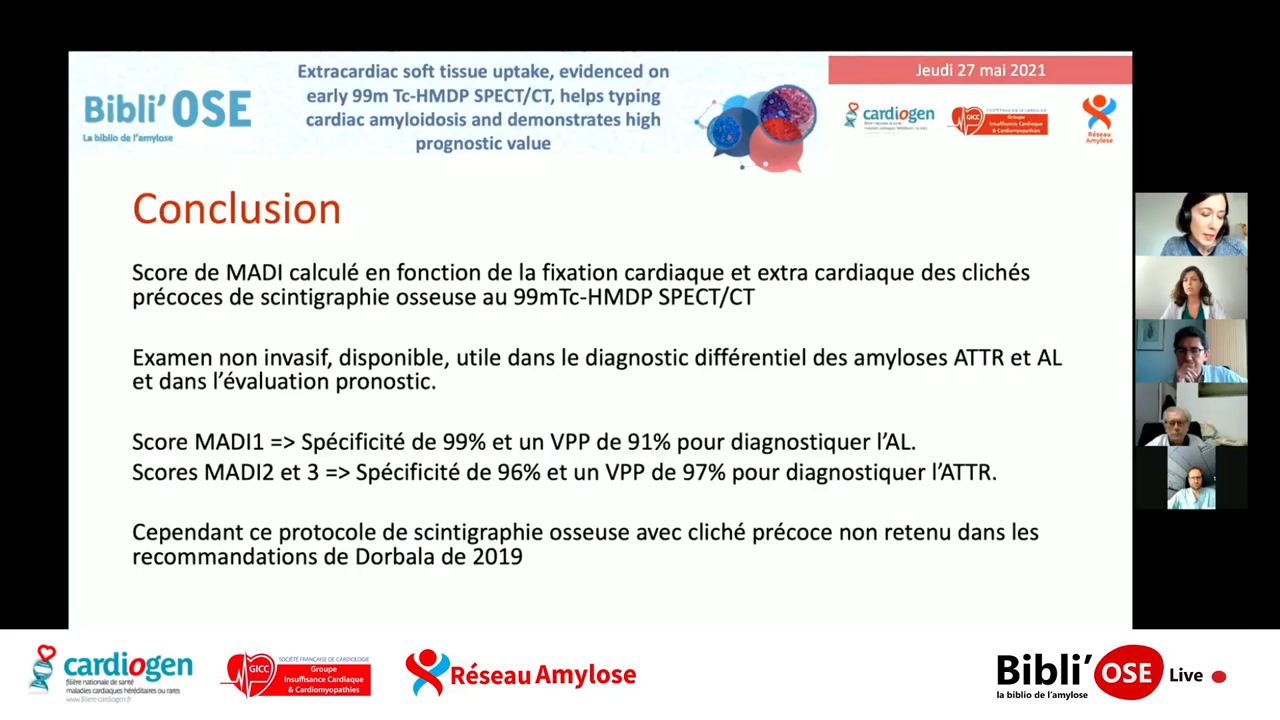 Bibli’OSE
La biblio de l’amylose
Extracardiac soft tissue uptake, evidenced on
early 99m Tc-HMDP SPECT/CT, helps typing
cardiac amyloidosis and demonstrates high
prognostic value
Jeudi 27 mai 2021
cardiogen
GICC
Groupe
Insuffisance Cardiaque
& Cardiomyopathies
Réseau
Amylose
Conclusion
Score de MADI calculé en fonction de la fixation cardiaque et extra cardiaque des clichés
précoces de scintigraphie osseuse au 99mTc-HMDP SPECT/CT
Examen non invasif, disponible, utile dans le diagnostic différentiel des amyloses ATTR et AL
et dans l’évaluation pronostic.
Score MADI1 => Spécificité de 99% et un VPP de 91% pour diagnostiquer l’AL.
Scores MADI2 et 3 => Spécificité de 96% et un VPP de 97% pour diagnostiquer l’ATTR.
Cependant ce protocole de scintigraphie osseuse avec cliché précoce non retenu dans les
recommandations de Dorbala de 2019
cardiogen
filière nationale de santé
maladies cardiaques héréditaires ou rares
www.filiere-cardiogen.fr
GICC
SOCIÉTÉ FRANÇAISE DE CARDIOLOGIE
Groupe
Insuffisance Cardiaque
& Cardiomyopathies
Réseau Amylose
Bibli’OSE Live
la biblio de l’amylose